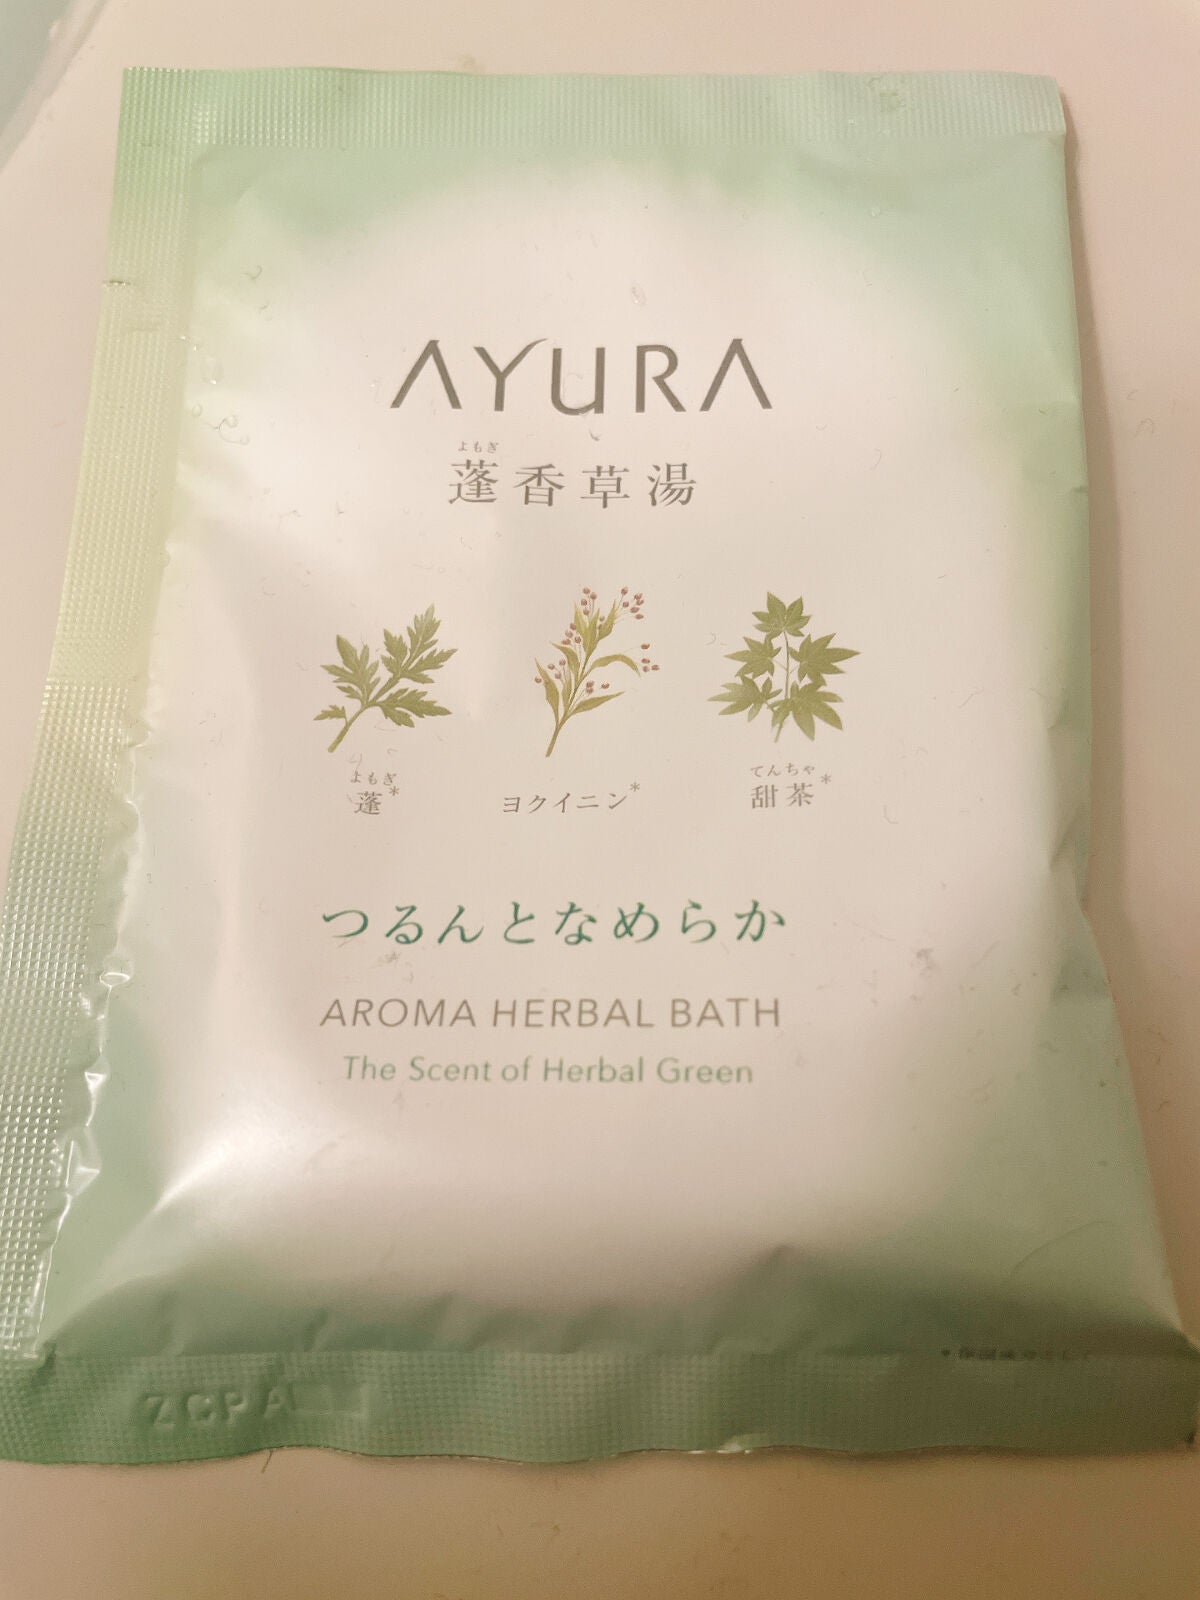 AYURA
よもぎ
蓬香草湯
よもぎ
蓬*
ヨクイニン*
てんちゃ
甜茶*
つるんとなめらか
AROMA HERBAL BATH
The Scent of Herbal Green
ZCPA